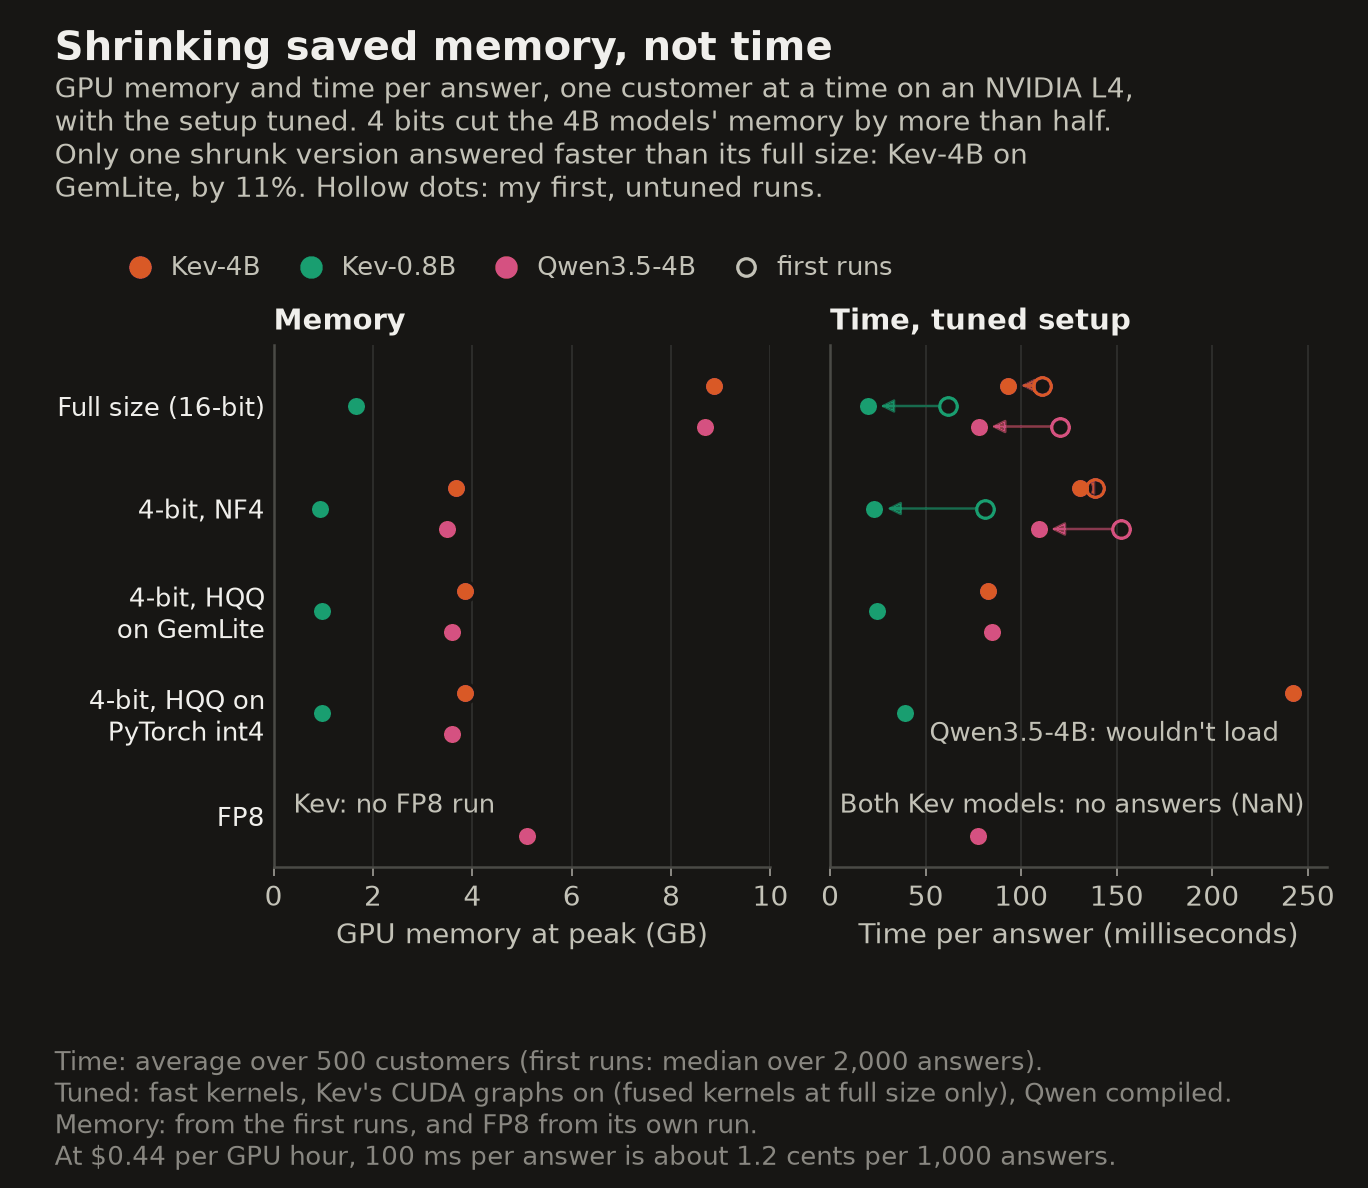 Shrinking saved memory, not time
GPU memory and time per answer, one customer at a time on an NVIDIA L4,
with the setup tuned. 4 bits cut the 4B models' memory by more than half.
Only one shrunk version answered faster than its full size: Kev-4B on
GemLite, by 11%. Hollow dots: my first, untuned runs.
Kev-4B Kev-0.8B Qwen3.5-4B first runs
Memory
Time, tuned setup
Full size (16-bit)
4-bit, NF4
4-bit, HQQ
on GemLite
4-bit, HQQ on
PyTorch int4
Qwen3.5-4B: wouldn't load
FP8
Kev: no FP8 run
Both Kev models: no answers (NaN)
0 2 4 6 8 10
0 50 100 150 200 250
GPU memory at peak (GB)
Time per answer (milliseconds)
Time: average over 500 customers (first runs: median over 2,000 answers).
Tuned: fast kernels, Kev's CUDA graphs on (fused kernels at full size only), Qwen compiled.
Memory: from the first runs, and FP8 from its own run.
At $0.44 per GPU hour, 100 ms per answer is about 1.2 cents per 1,000 answers.